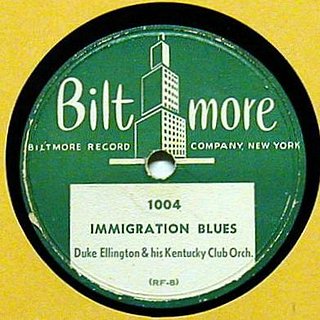 Biltmore
BILTMORE RECORD COMPANY, NEW YORK
1004
IMMIGRATION BLUES
Duke Ellington & his Kentucky Club Orch.
(RF-8)